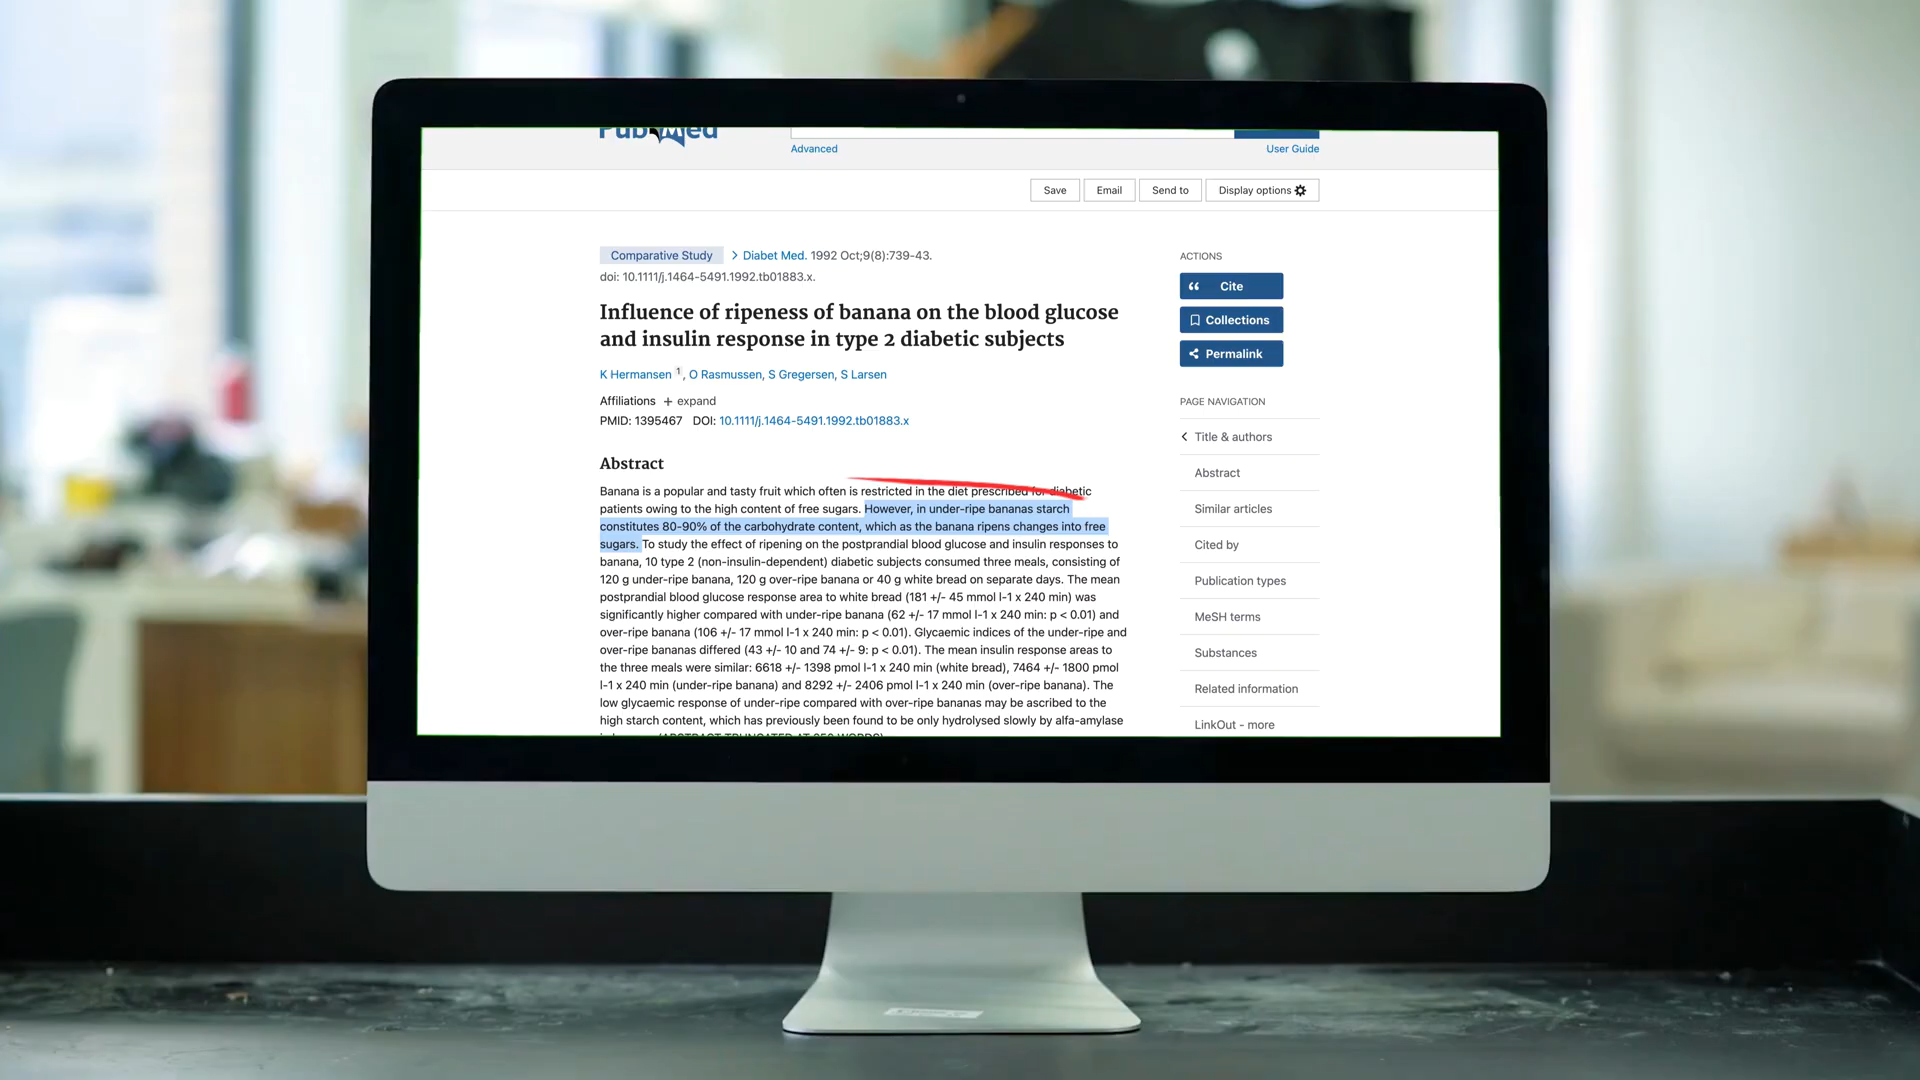 PubMed
Advanced
User Guide
Save
Email
Send to
Display options
Comparative Study
Diabet Med. 1992 Oct;9(8):739-43.
doi: 10.1111/j.1464-5491.1992.tb01883.x.
Influence of ripeness of banana on the blood glucose
and insulin response in type 2 diabetic subjects
K Hermansen 1, O Rasmussen, S Gregersen, S Larsen
Affiliations + expand
PMID: 1395467 DOI: 10.1111/j.1464-5491.1992.tb01883.x
Abstract
Banana is a popular and tasty fruit which often is restricted in the diet prescribed for diabetic
patients owing to the high content of free sugars. However, in under-ripe bananas starch
constitutes 80-90% of the carbohydrate content, which as the banana ripens changes into free
sugars. To study the effect of ripening on the postprandial blood glucose and insulin responses to
banana, 10 type 2 (non-insulin-dependent) diabetic subjects consumed three meals, consisting of
120 g under-ripe banana, 120 g over-ripe banana or 40 g white bread on separate days. The mean
postprandial blood glucose response area to white bread (181 +/- 45 mmol l-1 x 240 min) was
significantly higher compared with under-ripe banana (62 +/- 17 mmol l-1 x 240 min: p < 0.01) and
over-ripe banana (106 +/- 17 mmol l-1 x 240 min: p < 0.01). Glycaemic indices of the under-ripe and
over-ripe bananas differed (43 +/- 10 and 74 +/- 9: p < 0.01). The mean insulin response areas to
the three meals were similar: 6618 +/- 1398 pmol l-1 x 240 min (white bread), 7464 +/- 1800 pmol
l-1 x 240 min (under-ripe banana) and 8292 +/- 2406 pmol l-1 x 240 min (over-ripe banana). The
low glycaemic response of under-ripe compared with over-ripe bananas may be ascribed to the
high starch content, which has previously been found to be only hydrolysed slowly by alfa-amylase
(ABSTRACT TRUNCATED AT 250 WORDS)
ACTIONS
Cite
Collections
Permalink
PAGE NAVIGATION
Title & authors
Abstract
Similar articles
Cited by
Publication types
MeSH terms
Substances
Related information
LinkOut - more